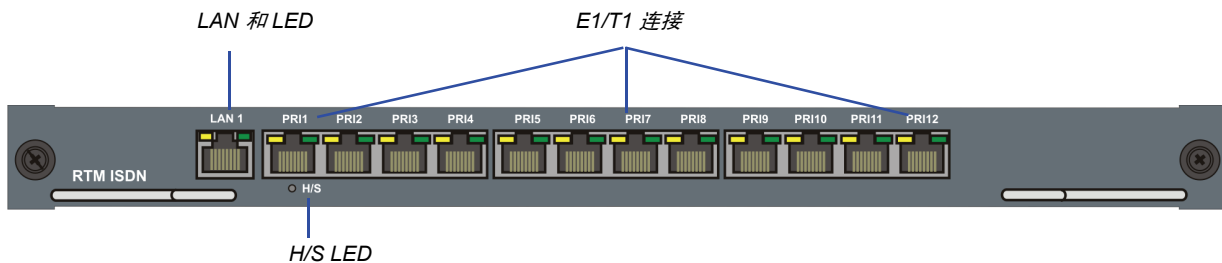 LAN 和 LED
E1/T1 连接
LAN 1 PRI1 PRI2 PRI3 PRI4 PRI5 PRI6 PRI7 PRI8 PRI9 PRI10 PRI11 PRI12
RTM ISDN
H/S
H/S LED